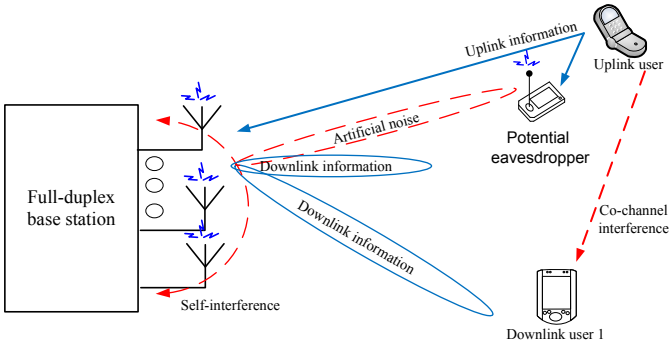 Uplink information
Uplink user
Artificial noise
Potential
eavesdropper
Downlink information
Full-duplex
base station
Downlink information
Co-channel
interference
Self-interference
Downlink user 1